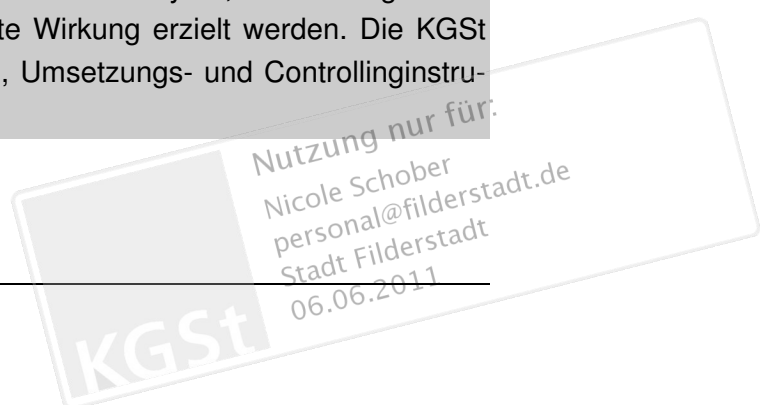 te Wirkung erzielt werden. Die KGSt
, Umsetzungs- und Controllinginstru-
Nutzung nur für:
Nicole Schober
personal@filderstadt.de
Stadt Filderstadt
06.06.2011
KGSt